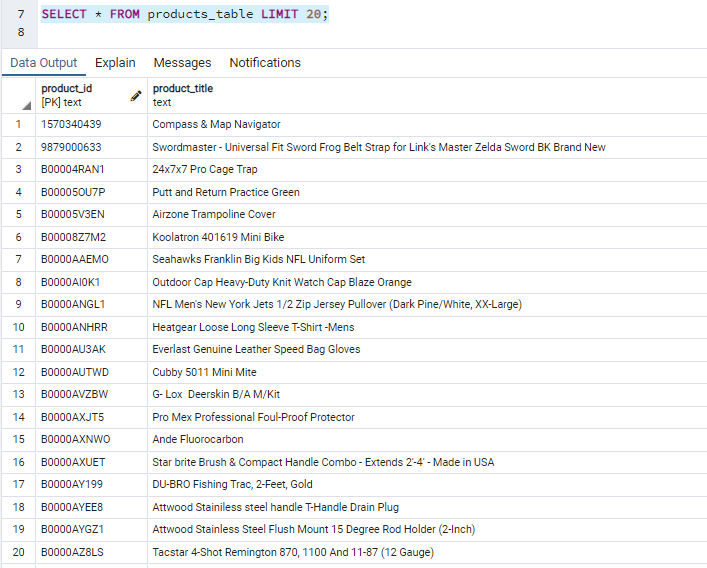 7 SELECT * FROM products_table LIMIT 20;
8
Data Output Explain Messages Notifications
product_id product_title
[PK] text text
1 1570340439 Compass & Map Navigator
2 9879000633 Swordmaster - Universal Fit Sword Frog Belt Strap for Link's Master Zelda Sword BK Brand New
3 B00004RAN1 24x7x7 Pro Cage Trap
4 B00005OU7P Putt and Return Practice Green
5 B00005V3EN Airzone Trampoline Cover
6 B00008Z7M2 Koolatron 401619 Mini Bike
7 B0000AAEMO Seahawks Franklin Big Kids NFL Uniform Set
8 B0000AI0K1 Outdoor Cap Heavy-Duty Knit Watch Cap Blaze Orange
9 B0000ANGL1 NFL Men's New York Jets 1/2 Zip Jersey Pullover (Dark Pine/White, XX-Large)
10 B0000ANHRR Heatgear Loose Long Sleeve T-Shirt -Mens
11 B0000AU3AK Everlast Genuine Leather Speed Bag Gloves
12 B0000AUTWD Cubby 5011 Mini Mite
13 B0000AVZBW G- Lox  Deerskin B/A M/Kit
14 B0000AXJT5 Pro Mex Professional Foul-Proof Protector
15 B0000AXNWO Ande Fluorocarbon
16 B0000AXUET Star brite Brush & Compact Handle Combo - Extends 2'-4' - Made in USA
17 B0000AY199 DU-BRO Fishing Trac, 2-Feet, Gold
18 B0000AYEE8 Attwood Stainiless steel handle T-Handle Drain Plug
19 B0000AYGZ1 Attwood Stainless Steel Flush Mount 15 Degree Rod Holder (2-Inch)
20 B0000AZ8LS Tacstar 4-Shot Remington 870, 1100 And 11-87 (12 Gauge)